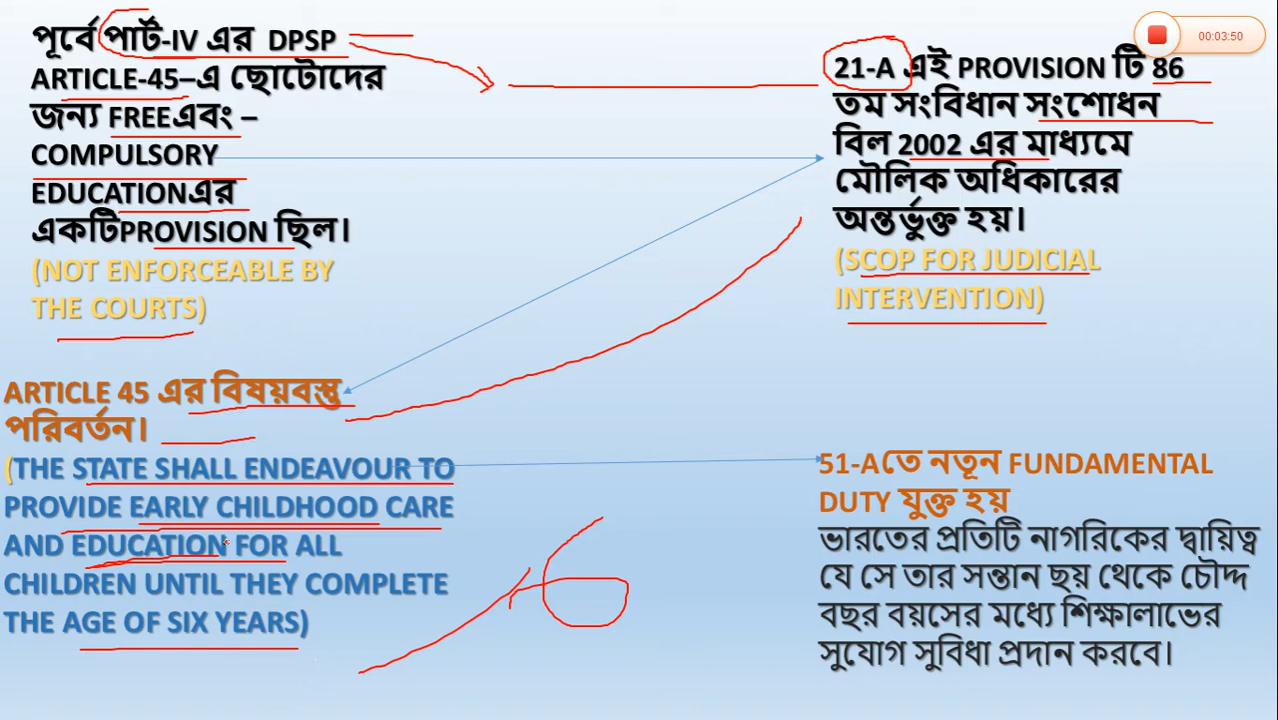 পূর্বে পার্ট-IV এর DPSP
ARTICLE-45–এ ছোটোদের
জন্য FREEএবং –
COMPULSORY
EDUCATIONএর
একটিPROVISION ছিল।
(NOT ENFORCEABLE BY
THE COURTS)
ARTICLE 45 এর বিষয়বস্তু
পরিবর্তন।
(THE STATE SHALL ENDEAVOUR TO
PROVIDE EARLY CHILDHOOD CARE
AND EDUCATION FOR ALL
CHILDREN UNTIL THEY COMPLETE
THE AGE OF SIX YEARS)
6
00:03:50
21-A এই PROVISION টি 86
তম সংবিধান সংশোধন
বিল 2002 এর মাধ্যমে
মৌলিক অধিকারের
অন্তর্ভুক্ত হয়।
(SCOP FOR JUDICIAL
INTERVENTION)
51-Aতে নতূন FUNDAMENTAL
DUTY যুক্ত হয়
ভারতের প্রতিটি নাগরিকের দ্বায়িত্ব
যে সে তার সন্তান ছয় থেকে চৌদ্দ
বছর বয়সের মধ্যে শিক্ষালাভের
সুযোগ সুবিধা প্রদান করবে।